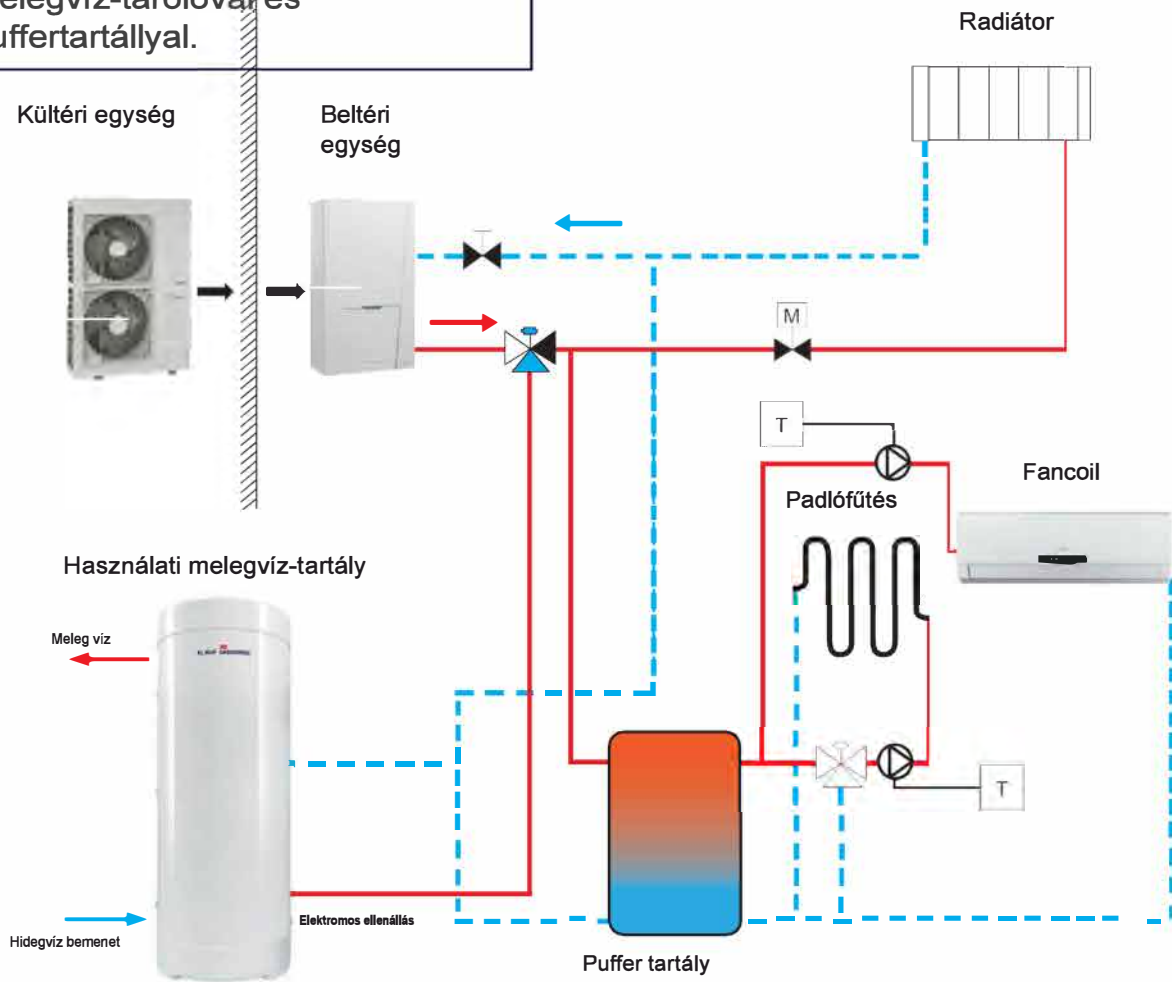 uffertartállyal.
Radiátor
Kültéri egység
Beltéri
egység
M
T
Fancoil
Padlófűtés
Használati melegvíz-tartály
Meleg víz
T
Elektromos ellenállás
Hidegvíz bemenet
Puffer tartály